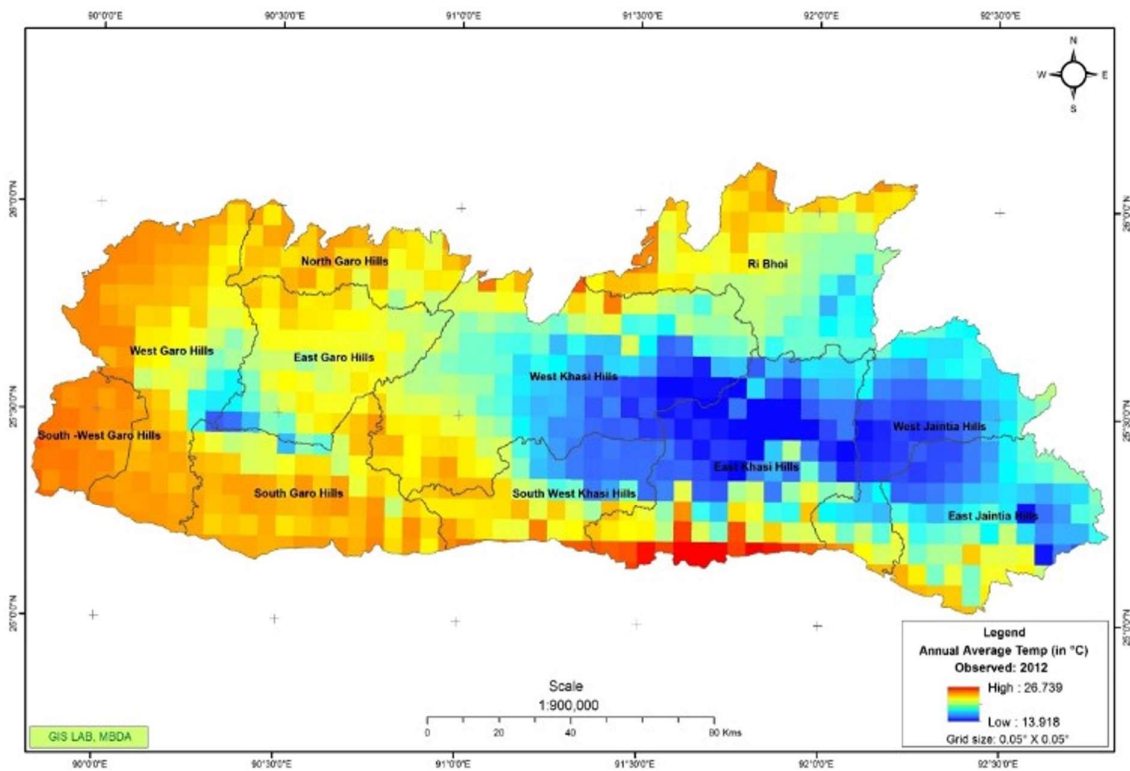 90°0'0"E 90°30'0"E 91°0'0"E 91°30'0"E 92°0'0"E 92°30'0"E
N
W E
S
26°0'0"N 26°0'0"N
North Garo Hills
Ri Bhoi
West Garo Hills
East Garo Hills
West Khasi Hills
25°30'0"N 25°30'0"N
South -West Garo Hills
West Jaintia Hills
East Khasi Hills
South Garo Hills
South West Khasi Hills
East Jaintia Hills
25°0'0"N 25°0'0"N
Legend
Annual Average Temp (in °C)
Observed: 2012
High : 26.739
Low : 13.918
Grid size: 0.05° X 0.05°
Scale
1:900,000
0 20 40 80 Kms
GIS LAB, MBDA
90°0'0"E 90°30'0"E 91°0'0"E 91°30'0"E 92°0'0"E 92°30'0"E